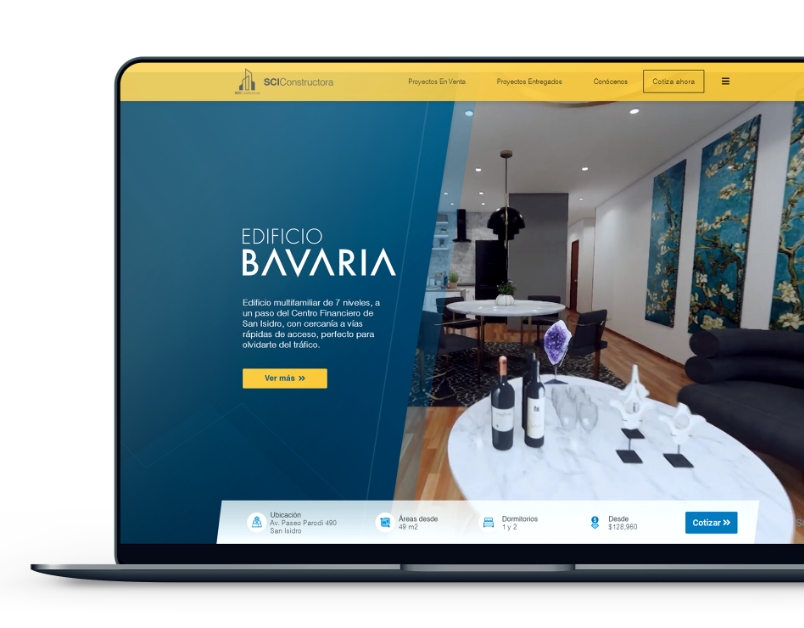 SCIConstructora
Proyectos En Venta
Proyectos Entregados
Conócenos
Cotiza ahora
EDIFICIO
BAVARIA
Edificio multifamiliar de 7 niveles, a
un paso del Centro Financiero de
San Isidro, con cercanía a vías
rápidas de acceso, perfecto para
olvidarte del tráfico.
Ver más »
Ubicación
Av. Paseo Parodi 490
San Isidro
Áreas desde
49 m2
Dormitorios
1 y 2
Desde
$128,960
Cotizar »